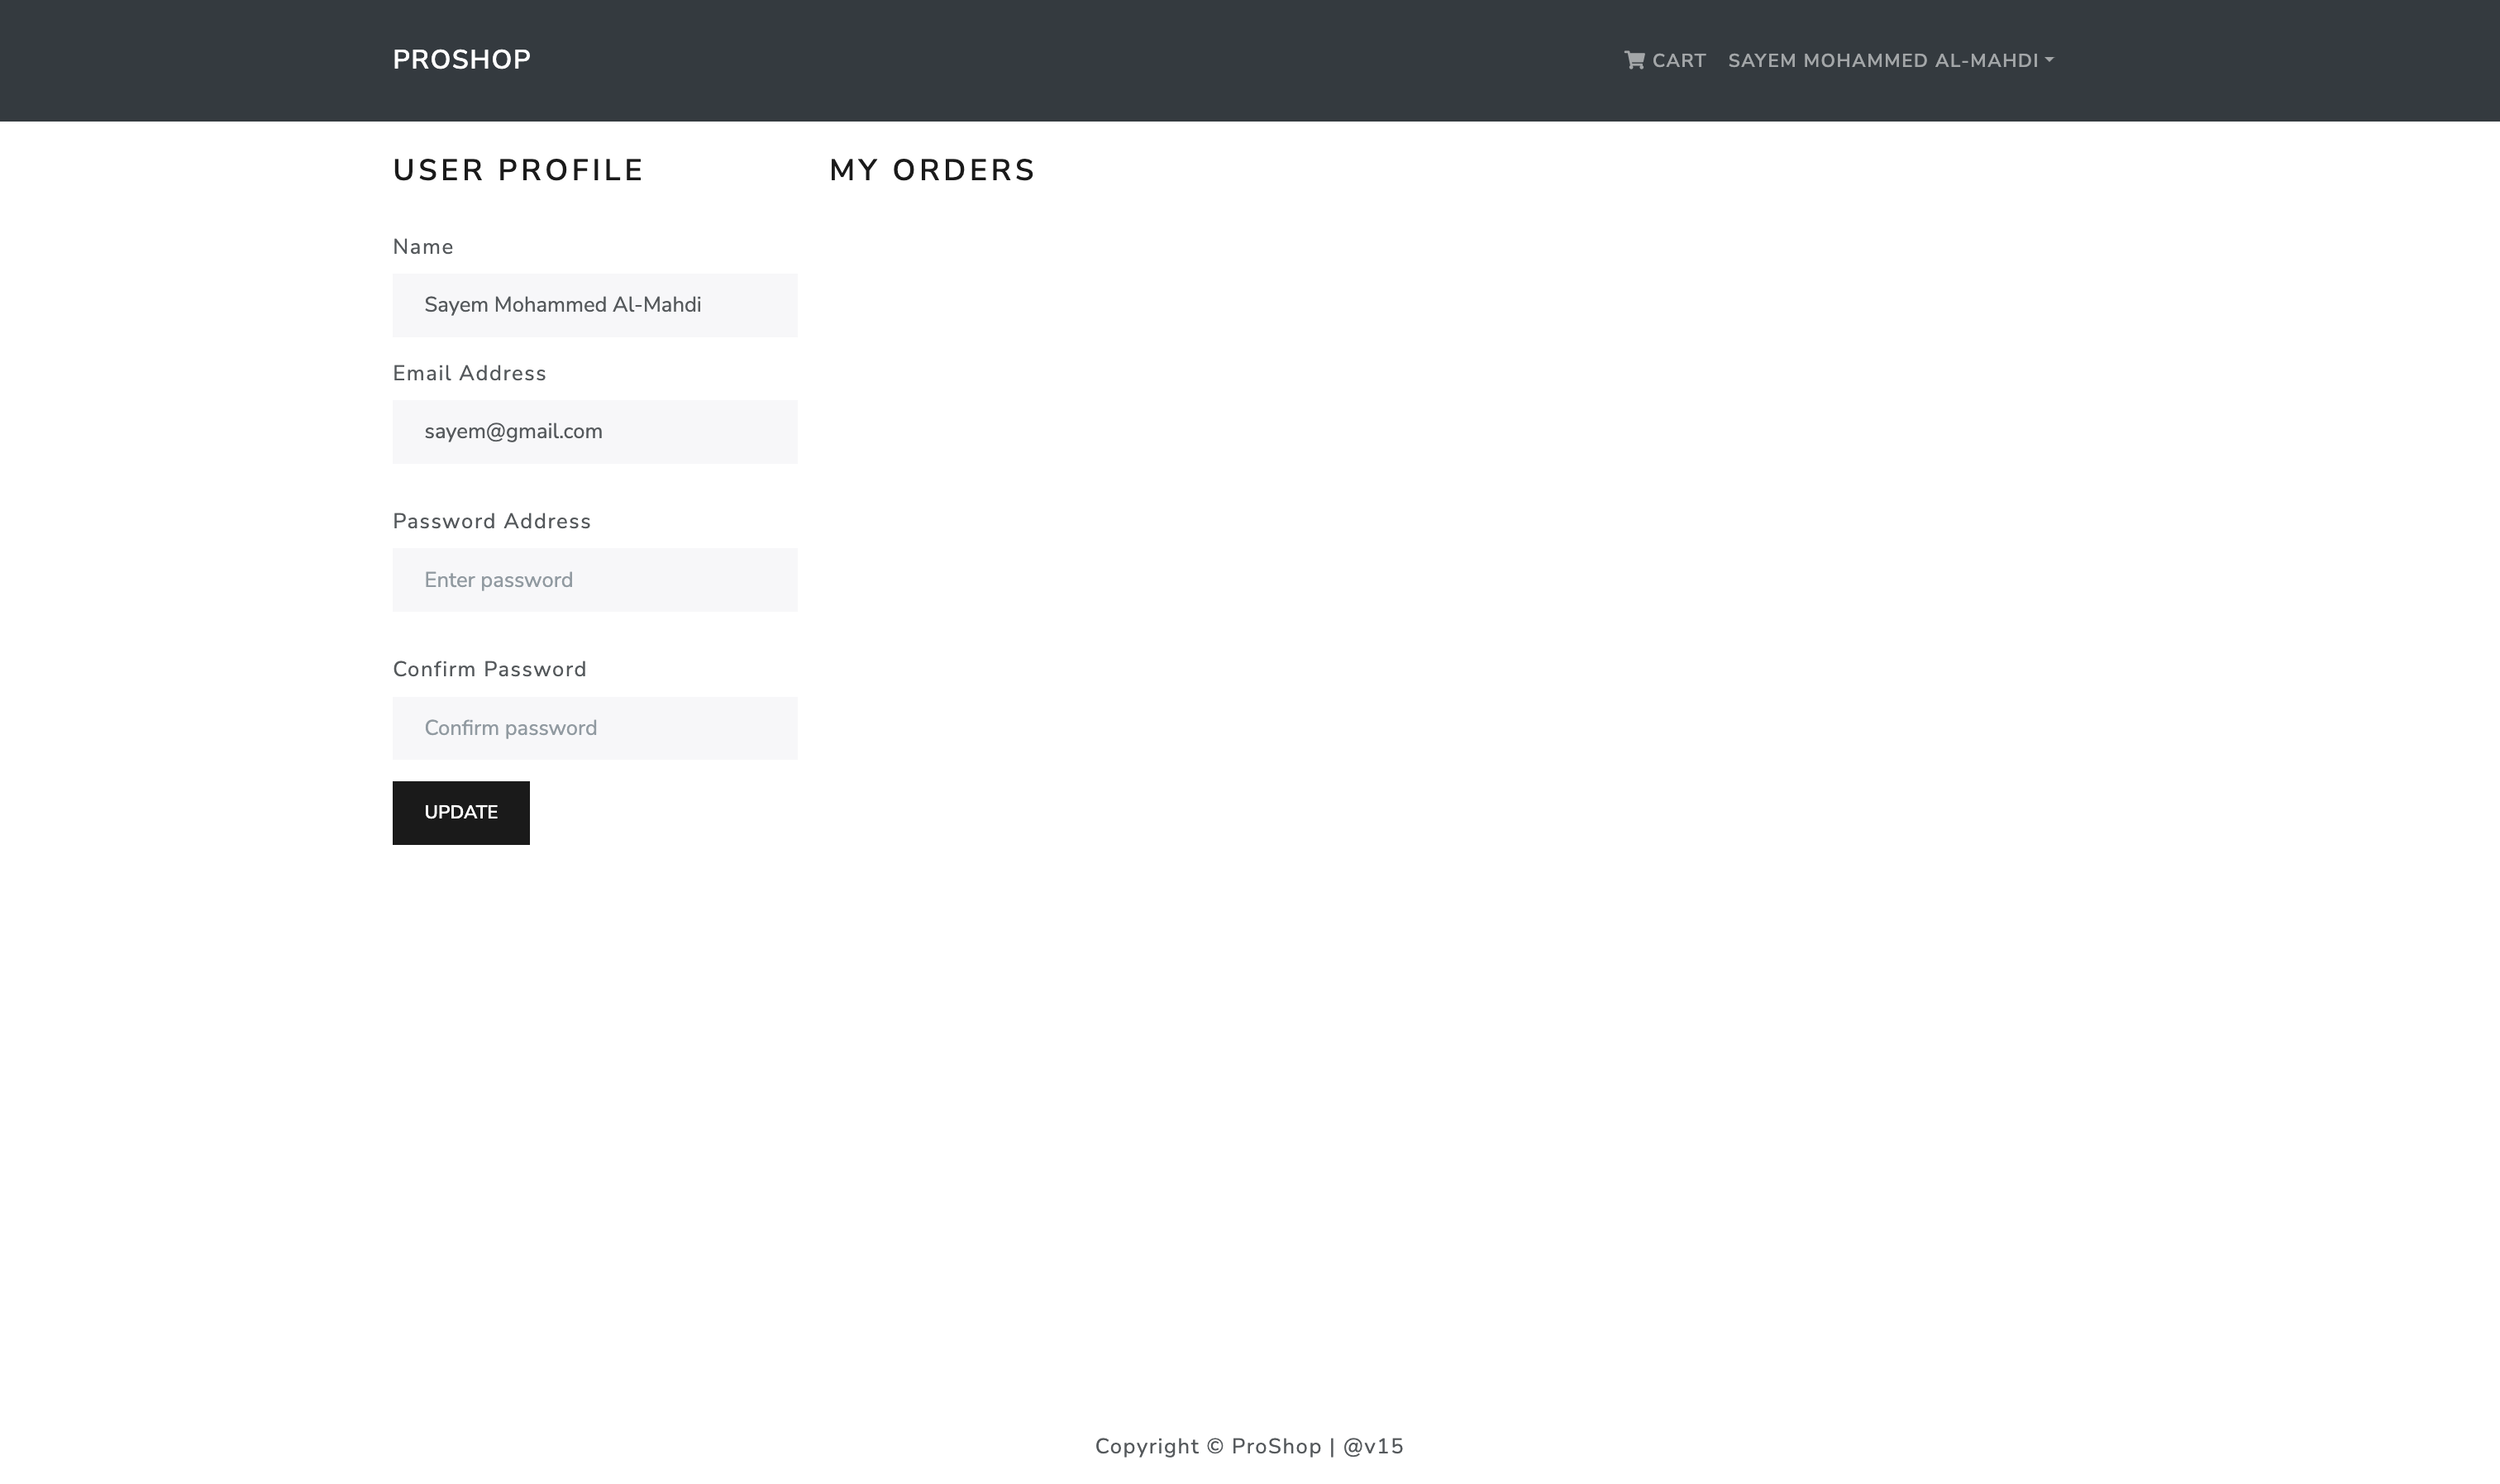 PROSHOP
CART
SAYEM MOHAMMED AL-MAHDI
USER PROFILE
Name
Sayem Mohammed Al-Mahdi
Email Address
sayem@gmail.com
Password Address
Enter password
Confirm Password
Confirm password
UPDATE
MY ORDERS
Copyright © ProShop | @v15